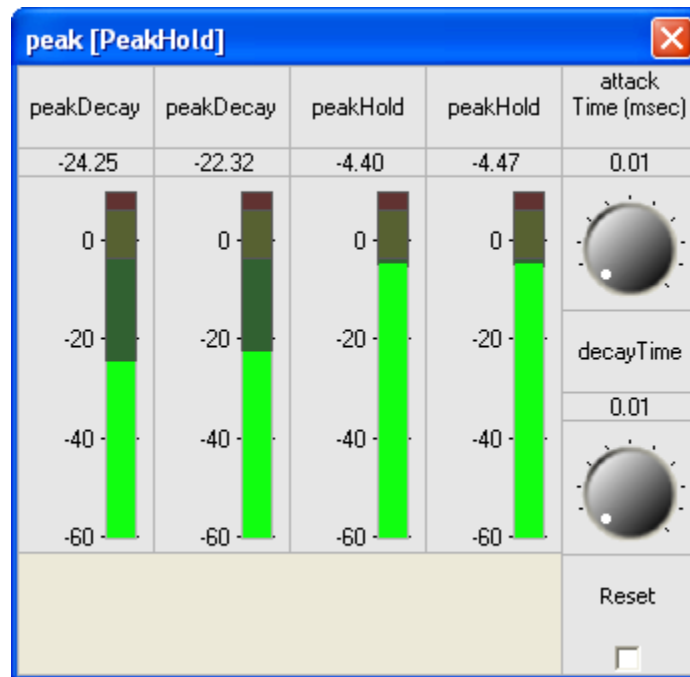 peak [PeakHold]
peakDecay peakDecay peakHold peakHold attack
Time (msec)
-24.25 -22.32 -4.40 -4.47 0.01
0 0 0 0
-20 -20 -20 -20
decayTime
0.01
-40 -40 -40 -40
-60 -60 -60 -60
Reset